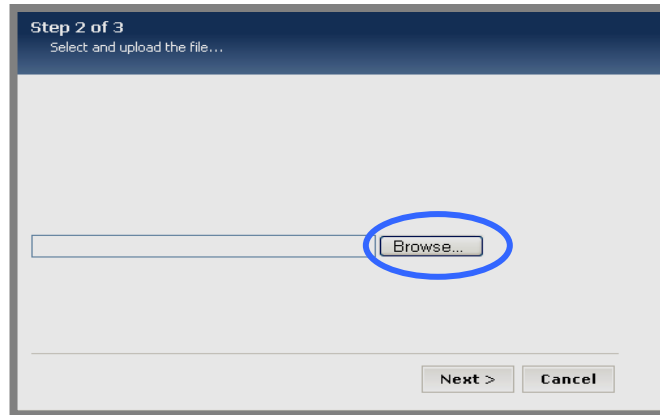 Step 2 of 3
Select and upload the file...
Browse...
Next >
Cancel